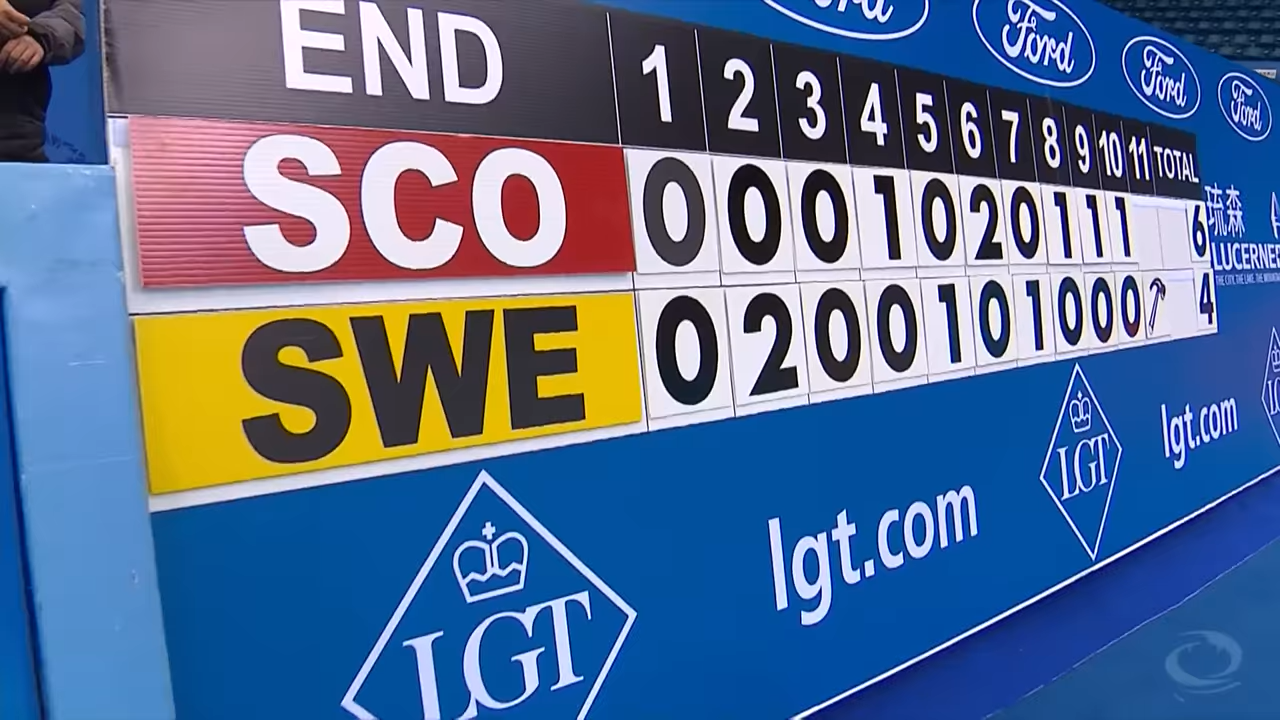 Ford Ford Ford Ford
END 1 2 3 4 5 6 7 8 9 10 11 TOTAL
SCO 0 0 0 1 0 2 0 1 1 1 6
SWE 0 2 0 0 1 0 1 0 0 0 4
琉森
LUCERNE
LGT lgt.com LGT lgt.com